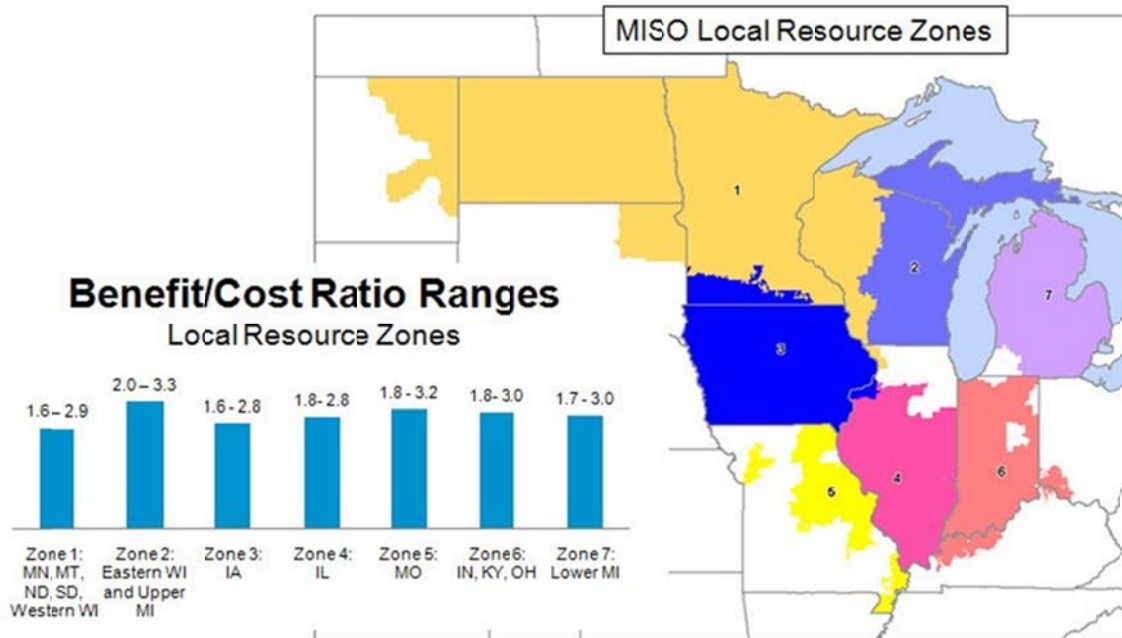 MISO Local Resource Zones
1
2
7
3
4
6
5
Benefit/Cost Ratio Ranges
Local Resource Zones
1.6 – 2.9
2.0 – 3.3
1.6 - 2.8
1.8 - 2.8
1.8 - 3.2
1.8 - 3.0
1.7 - 3.0
Zone 1:
MN, MT,
ND, SD,
Western WI
Zone 2:
Eastern WI
and Upper
MI
Zone 3:
IA
Zone 4:
IL
Zone 5:
MO
Zone 6:
IN, KY, OH
Zone 7:
Lower MI